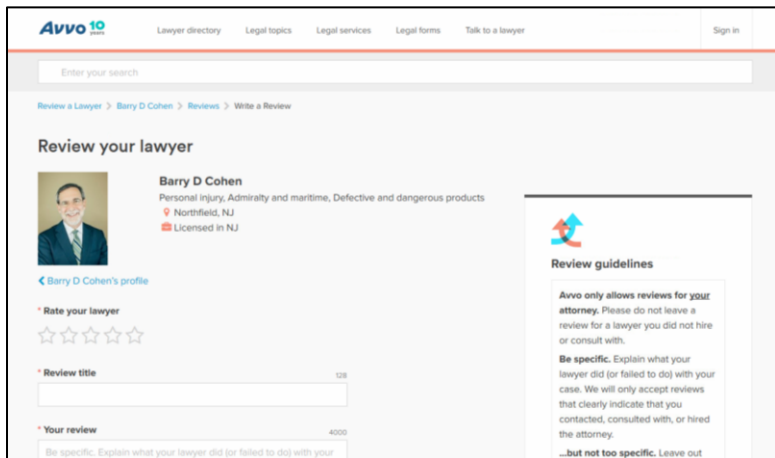 Avvo 10 years
Lawyer directory Legal topics Legal services Legal forms Talk to a lawyer Sign in
Enter your search
Review a Lawyer > Barry D Cohen > Reviews > Write a Review
Review your lawyer
Barry D Cohen
Personal injury, Admiralty and maritime, Defective and dangerous products
Northfield, NJ
Licensed in NJ
Barry D Cohen's profile
* Rate your lawyer
* Review title 128
* Your review 4000
Be specific. Explain what your lawyer did (or failed to do) with your
Review guidelines
Avvo only allows reviews for your
attorney. Please do not leave a
review for a lawyer you did not hire
or consult with.
Be specific. Explain what your
lawyer did (or failed to do) with your
case. We will only accept reviews
that clearly indicate that you
contacted, consulted with, or hired
the attorney.
...but not too specific. Leave out